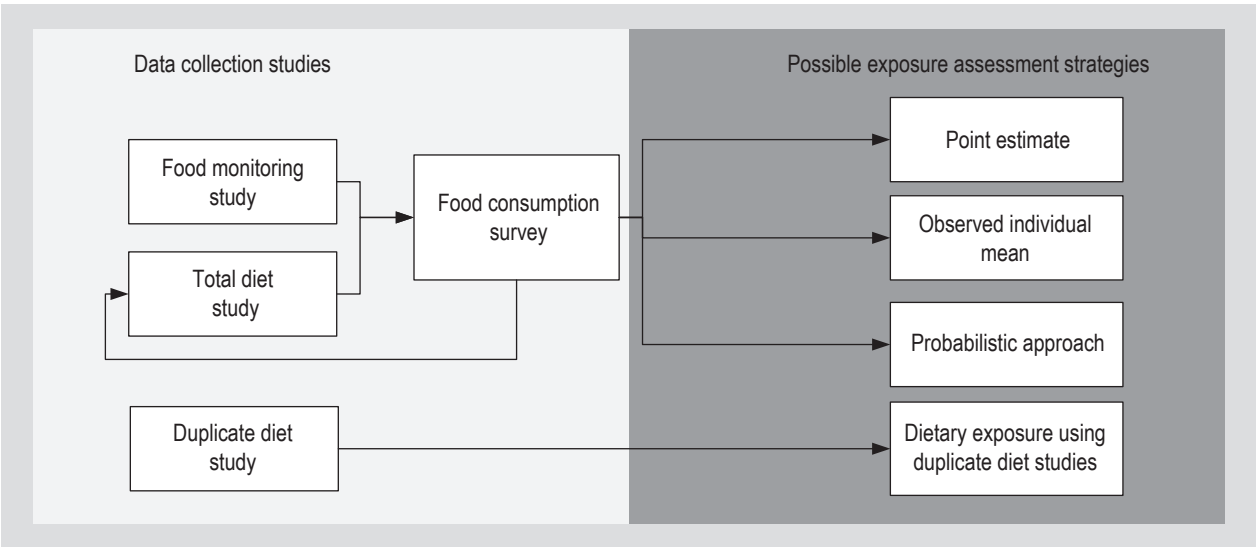 Data collection studies
Possible exposure assessment strategies
Food monitoring
study
Total diet
study
Food consumption
survey
Duplicate diet
study
Point estimate
Observed individual
mean
Probabilistic approach
Dietary exposure using
duplicate diet studies